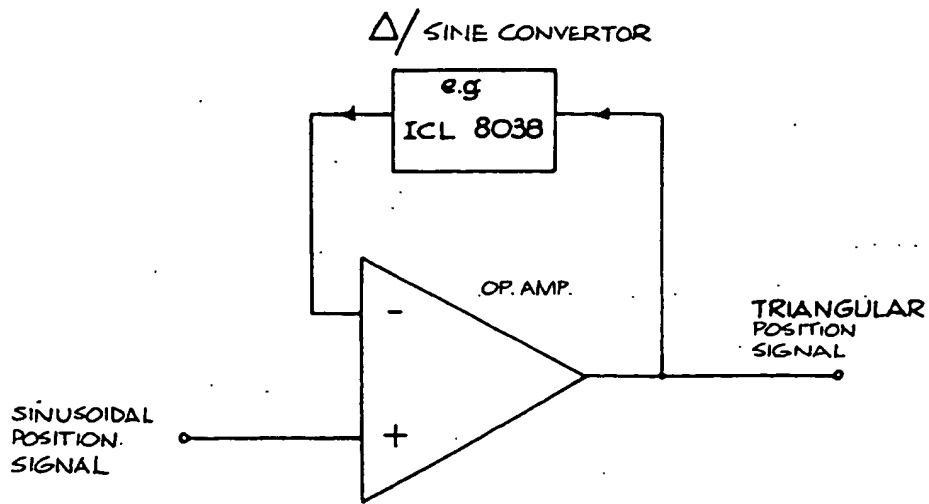 Δ/ SINE CONVERTOR
e.g
ICL 8038
-
OP. AMP.
TRIANGULAR
POSITION
SIGNAL
SINUSOIDAL
POSITION.
SIGNAL
+